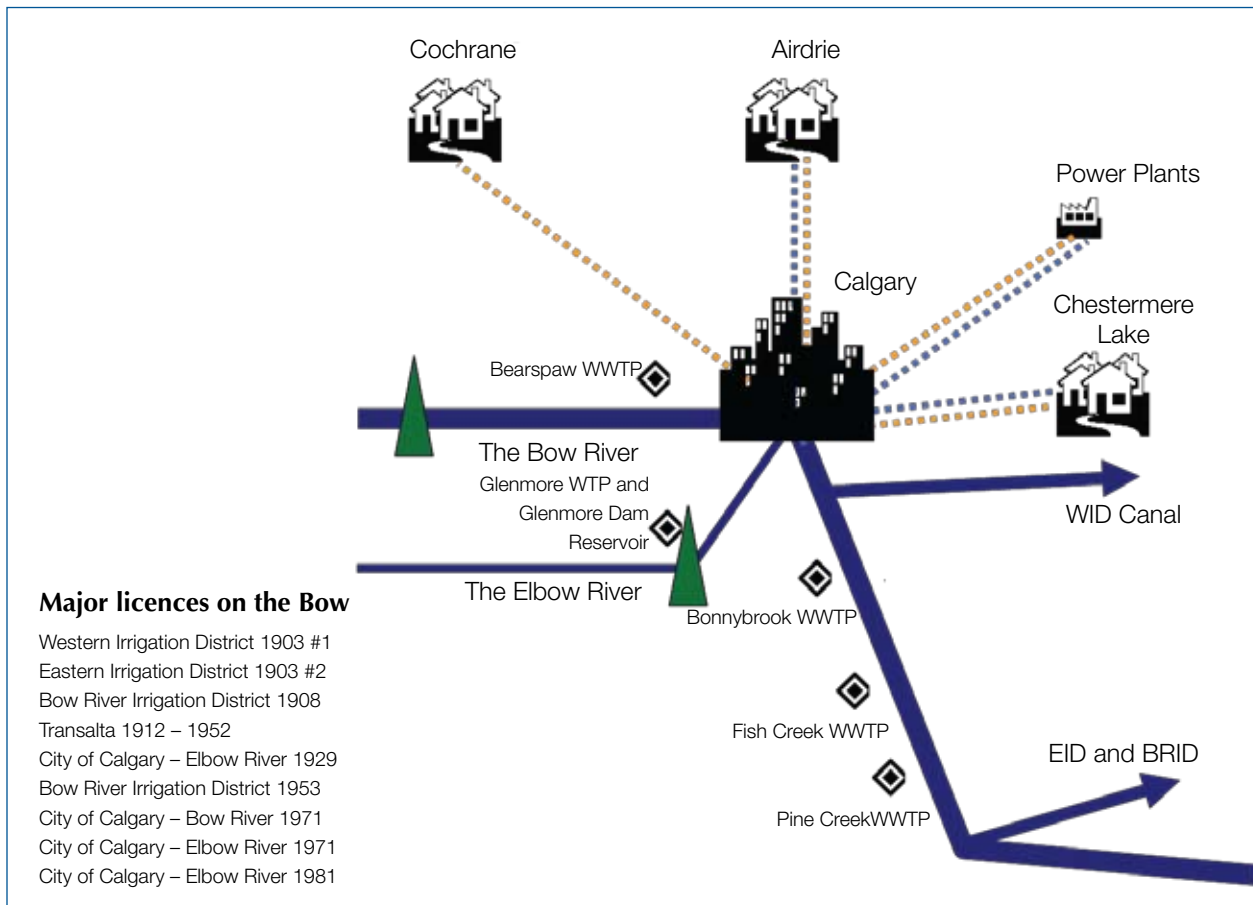 Cochrane
Airdrie
Power Plants
Calgary
Chestermere
Lake
Bearspaw WWTP
The Bow River
Glenmore WTP and
Glenmore Dam
Reservoir
WID Canal
The Elbow River
Bonnybrook WWTP
Fish Creek WWTP
EID and BRID
Pine CreekWWTP
Major licences on the Bow
Western Irrigation District 1903 #1
Eastern Irrigation District 1903 #2
Bow River Irrigation District 1908
Transalta 1912 – 1952
City of Calgary – Elbow River 1929
Bow River Irrigation District 1953
City of Calgary – Bow River 1971
City of Calgary – Elbow River 1971
City of Calgary – Elbow River 1981